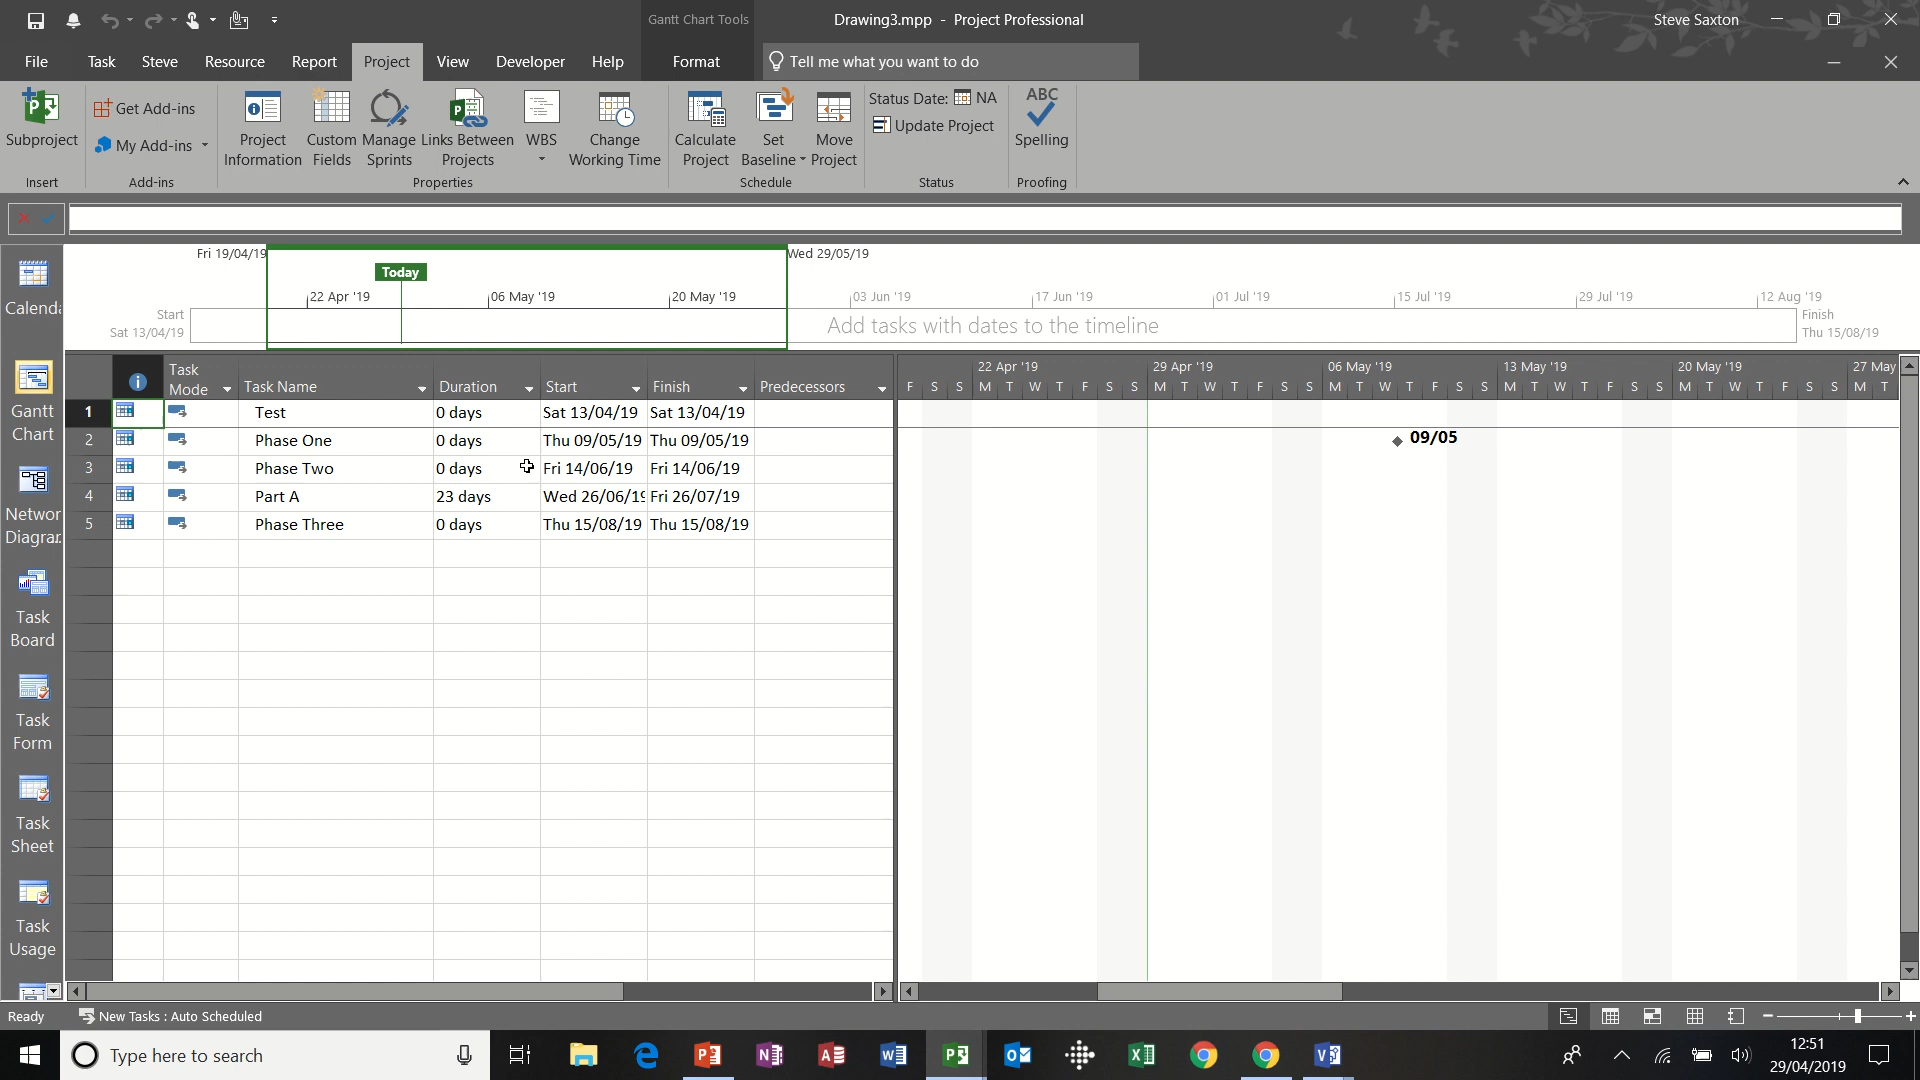 Gantt Chart Tools
Drawing3.mpp - Project Professional
Steve Saxton
File Task Steve Resource Report Project View Developer Help Format Tell me what you want to do
Subproject
Insert
Get Add-ins
My Add-ins
Add-ins
Project Information
Custom Fields
Manage Sprints
Links Between Projects
WBS
Change Working Time
Properties
Calculate Project
Set Baseline
Move Project
Schedule
Status Date: NA
Update Project
Status
ABC
Spelling
Proofing
Fri 19/04/19
Wed 29/05/19
Today
22 Apr '19 06 May '19 20 May '19 03 Jun '19 17 Jun '19 01 Jul '19 15 Jul '19 29 Jul '19 12 Aug '19
Start
Sat 13/04/19
Add tasks with dates to the timeline
Finish
Thu 15/08/19
Calenda
Gantt Chart
Networ
Diagra
Task Board
Task Form
Task Sheet
Task Usage
Task Mode Task Name Duration Start Finish Predecessors
1 Test 0 days Sat 13/04/19 Sat 13/04/19
2 Phase One 0 days Thu 09/05/19 Thu 09/05/19
3 Phase Two 0 days Fri 14/06/19 Fri 14/06/19
4 Part A 23 days Wed 26/06/19 Fri 26/07/19
5 Phase Three 0 days Thu 15/08/19 Thu 15/08/19
22 Apr '19 29 Apr '19 06 May '19 13 May '19 20 May '19 27 May
F S S M T W T F S S M T W T F S S M T W T F S S M T W T F S S M T W T F S S M T
09/05
Ready New Tasks : Auto Scheduled
Type here to search
12:51
29/04/2019